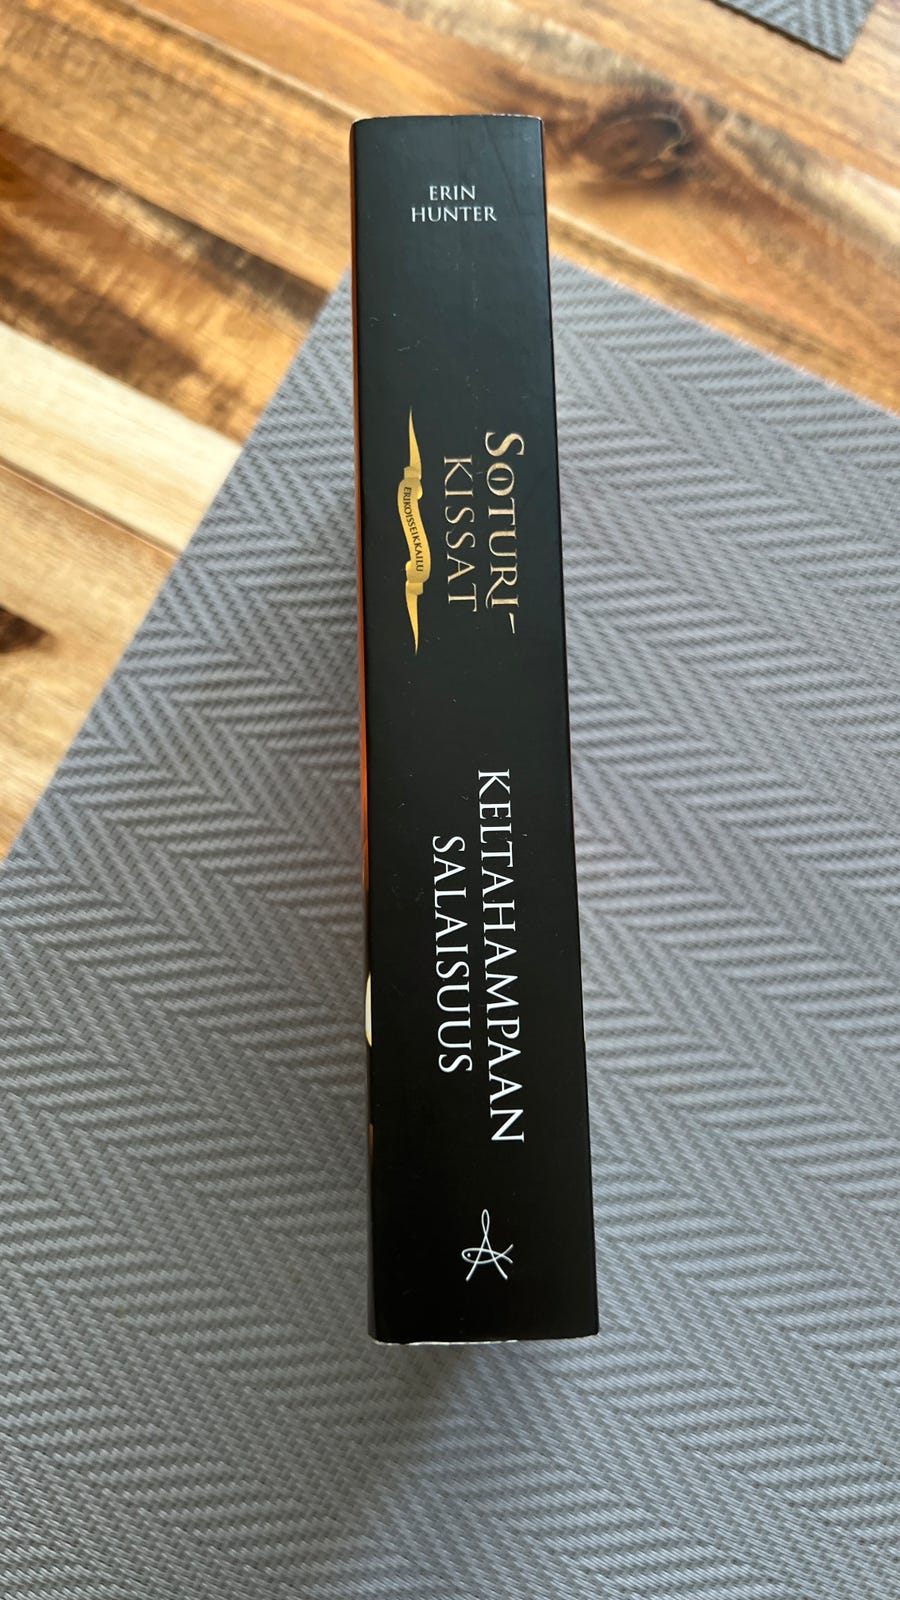 ERIN
HUNTER
SOTURI-
KISSAT
ERIKOISSEIKKAILU
KELTAHAMPAAN
SALAISUUS